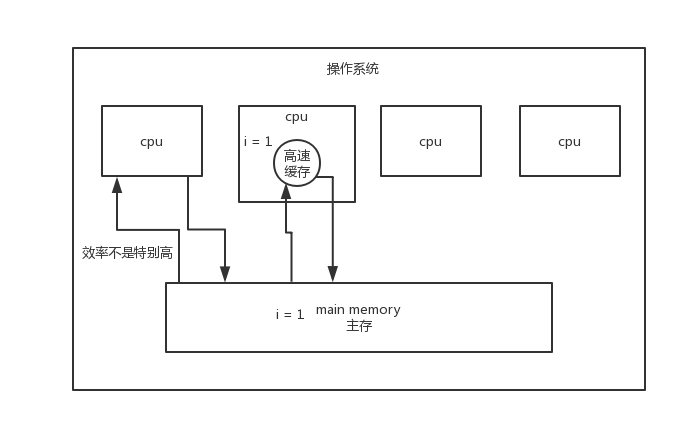 操作系统
cpu
cpu
cpu
cpu
i = 1
高速
缓存
效率不是特别高
i = 1
main memory
主存